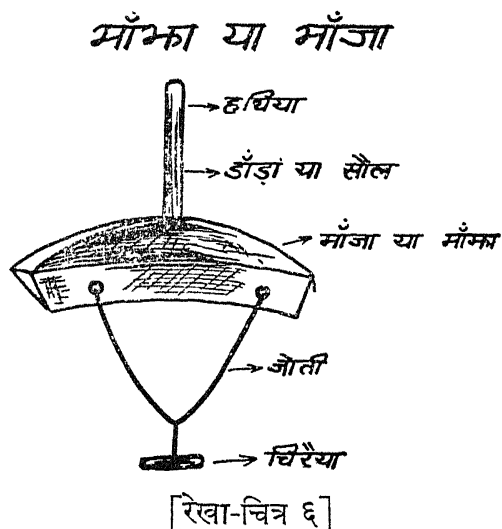 माँझा या माँजा
हथिया
डाँड़ा या सौल
माँजा या माँझा
जोती
चिरैया
[रेखा-चित्र ६]